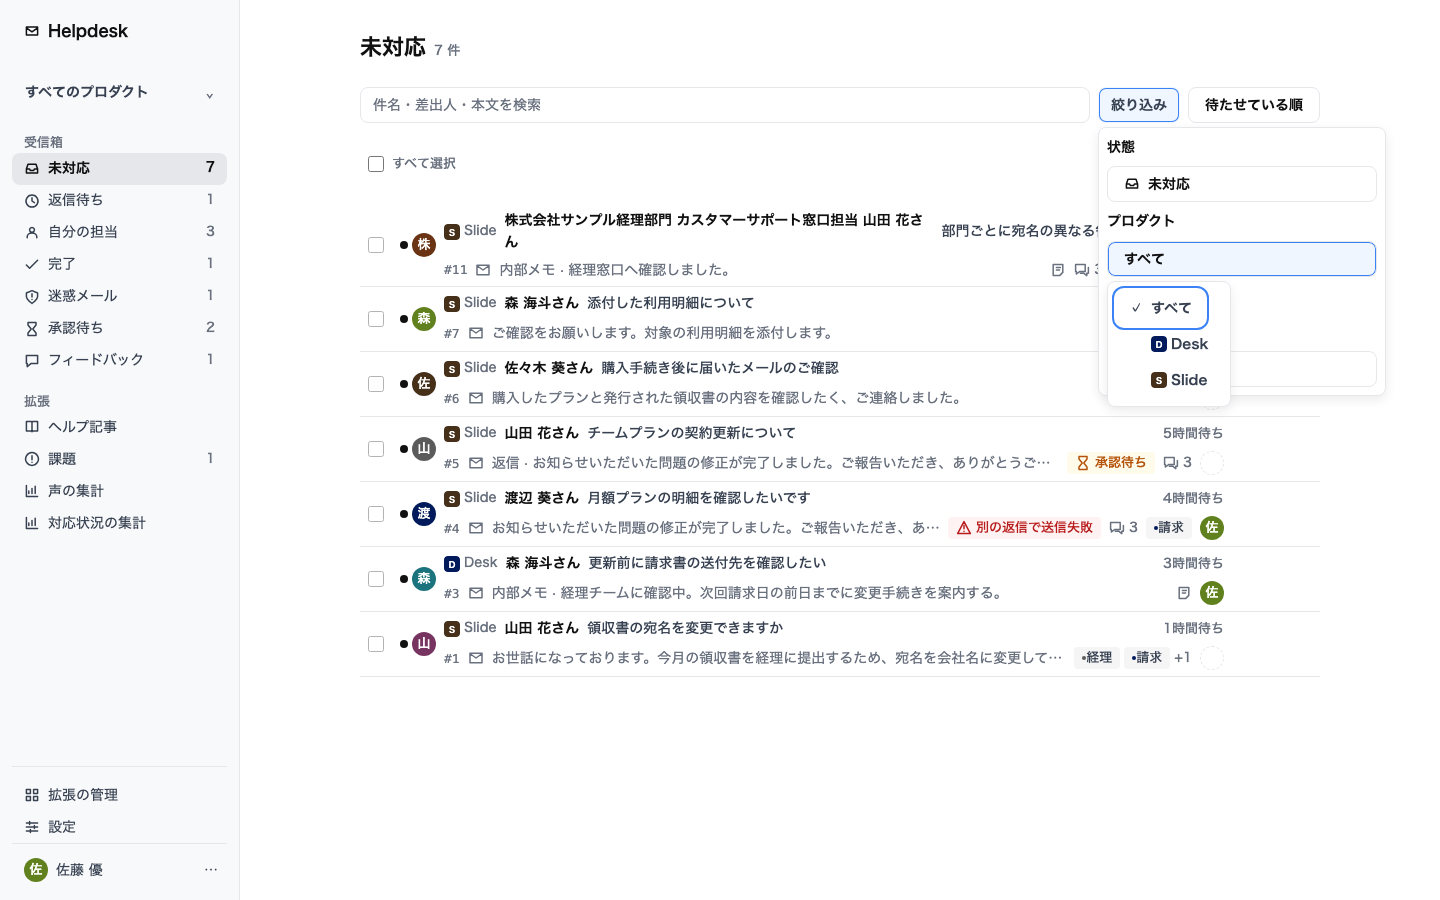 Helpdesk
すべてのプロダクト
受信箱
未対応 7
返信待ち 1
自分の担当 3
完了 1
迷惑メール 1
承認待ち 2
フィードバック 1
拡張
ヘルプ記事
課題 1
声の集計
対応状況の集計
拡張の管理
設定
佐 佐藤 優 …
未対応 7 件
件名・差出人・本文を検索
絞り込み
待たせている順
すべて選択
株 S Slide 株式会社サンプル経理部門 カスタマーサポート窓口担当 山田 花さ
ん
部門ごとに宛名の異なる
#11 内部メモ · 経理窓口へ確認しました。
森 S Slide 森 海斗さん 添付した利用明細について
#7 ご確認をお願いします。対象の利用明細を添付します。
佐 S Slide 佐々木 葵さん 購入手続き後に届いたメールのご確認
#6 購入したプランと発行された領収書の内容を確認したく、ご連絡しました。
山 S Slide 山田 花さん チームプランの契約更新について 5時間待ち
#5 返信 · お知らせいただいた問題の修正が完了しました。ご報告いただき、ありがとうご… 承認待ち 3
渡 S Slide 渡辺 葵さん 月額プランの明細を確認したいです 4時間待ち
#4 お知らせいただいた問題の修正が完了しました。ご報告いただき、あ… 別の返信で送信失敗 3 •請求 佐
森 D Desk 森 海斗さん 更新前に請求書の送付先を確認したい 3時間待ち
#3 内部メモ · 経理チームに確認中。次回請求日の前日までに変更手続きを案内する。 佐
山 S Slide 山田 花さん 領収書の宛名を変更できますか 1時間待ち
#1 お世話になっております。今月の領収書を経理に提出するため、宛名を会社名に変更して… •経理 •請求 +1
状態
未対応
プロダクト
すべて
✓ すべて
D Desk
S Slide